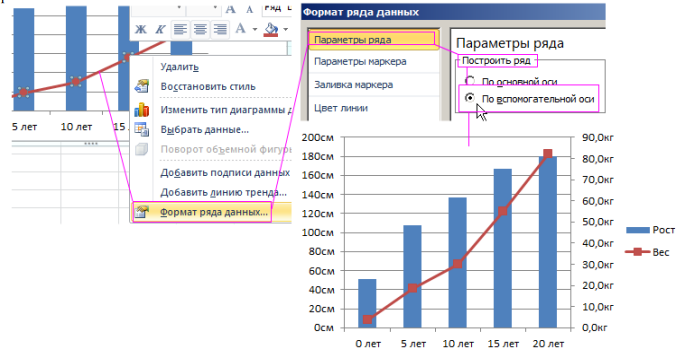 Ж К А
5 лет 10 лет 15
Удалить
Восстановить стиль
Изменить тип диаграммы д
Выбрать данные...
Поворот объемной фигуры
Добавить подписи данных
Добавить линию тренда...
Формат ряда данных...
Формат ряда данных
Параметры ряда
Параметры маркера
Заливка маркера
Цвет линии
Параметры ряда
Построить ряд
По основной оси
По вспомогательной оси
200см
180см
160см
140см
120см
100см
80см
60см
40см
20см
0см
90,0кг
80,0кг
70,0кг
60,0кг
50,0кг
40,0кг
30,0кг
20,0кг
10,0кг
0,0кг
0 лет 5 лет 10 лет 15 лет 20 лет
Рост
Вес